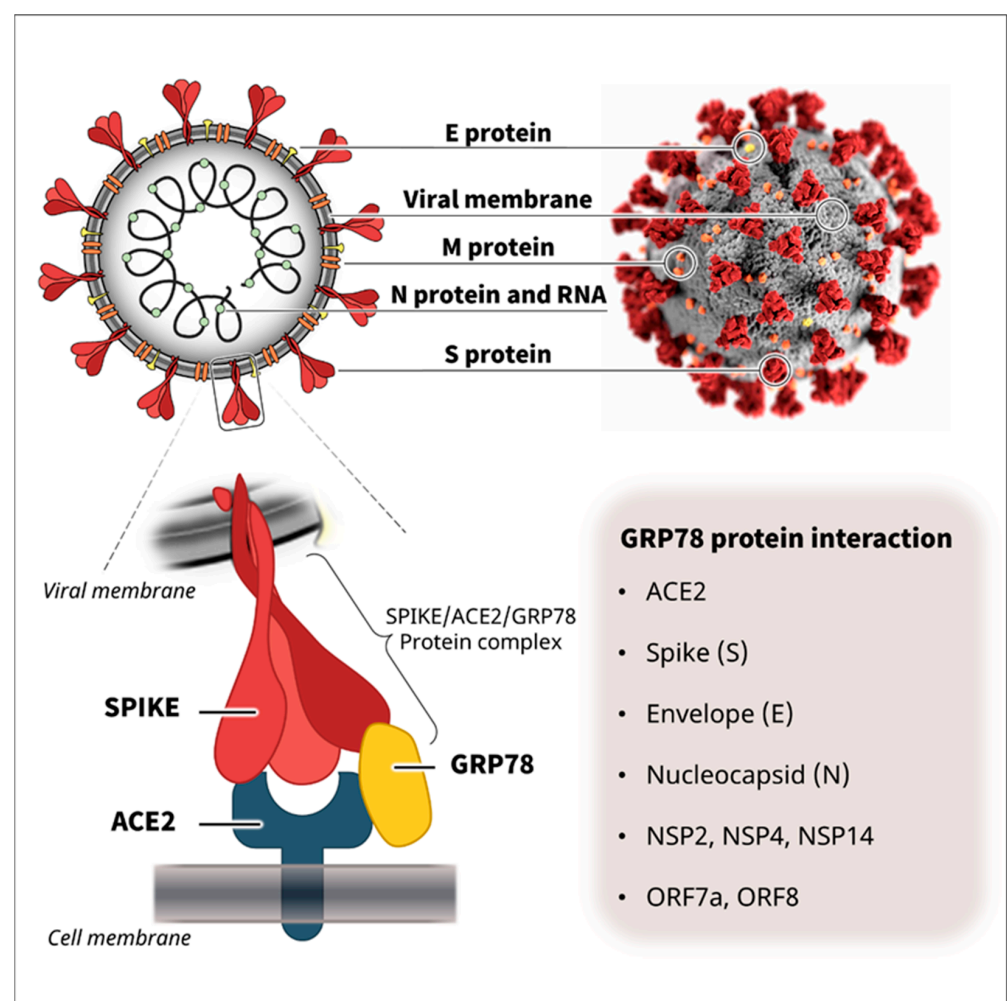 E protein
Viral membrane
M protein
N protein and RNA
S protein
Viral membrane
SPIKE/ACE2/GRP78
Protein complex
SPIKE
GRP78
ACE2
Cell membrane
GRP78 protein interaction
• ACE2
• Spike (S)
• Envelope (E)
• Nucleocapsid (N)
• NSP2, NSP4, NSP14
• ORF7a, ORF8